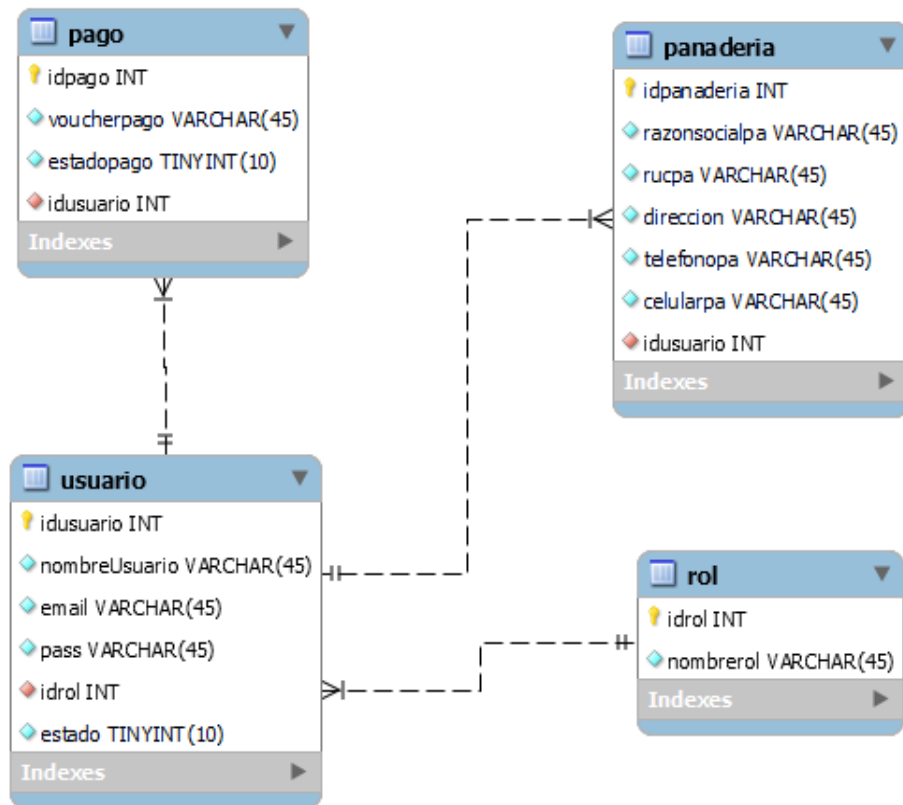 pago
idpago INT
voucherpago VARCHAR(45)
estadopago TINYINT(10)
idusuario INT
Indexes
panaderia
idpanaderia INT
razonsocialpa VARCHAR(45)
rucpa VARCHAR(45)
direccion VARCHAR(45)
telefonopa VARCHAR(45)
celularpa VARCHAR(45)
idusuario INT
Indexes
usuario
idusuario INT
nombreUsuario VARCHAR(45)
email VARCHAR(45)
pass VARCHAR(45)
idrol INT
estado TINYINT(10)
Indexes
rol
idrol INT
nombrerol VARCHAR(45)
Indexes